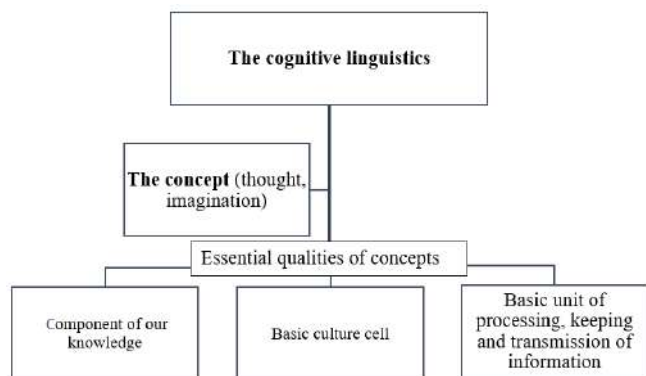 The cognitive linguistics
The concept (thought,
imagination)
Essential qualities of concepts
Component of our
knowledge
Basic culture cell
Basic unit of
processing, keeping
and transmission of
information